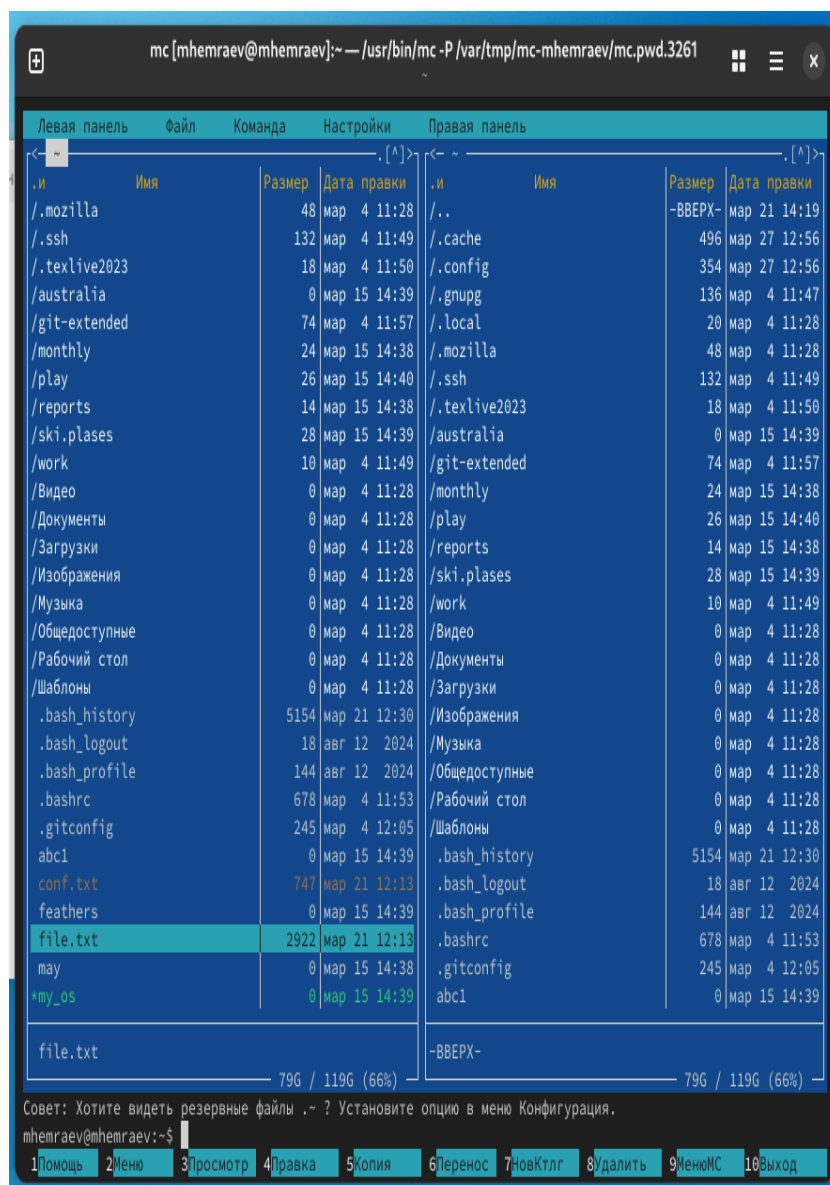 mc [mhemraev@mhemraev]:~ — /usr/bin/mc -P /var/tmp/mc-mhemraev/mc.pwd.3261
~
Левая панель Файл Команда Настройки Правая панель
<— ~ .[^]>
.и Имя Размер Дата правки
/.mozilla 48 мар 4 11:28
/.ssh 132 мар 4 11:49
/.texlive2023 18 мар 4 11:50
/australia 0 мар 15 14:39
/git-extended 74 мар 4 11:57
/monthly 24 мар 15 14:38
/play 26 мар 15 14:40
/reports 14 мар 15 14:38
/ski.plases 28 мар 15 14:39
/work 10 мар 4 11:49
/Видео 0 мар 4 11:28
/Документы 0 мар 4 11:28
/Загрузки 0 мар 4 11:28
/Изображения 0 мар 4 11:28
/Музыка 0 мар 4 11:28
/Общедоступные 0 мар 4 11:28
/Рабочий стол 0 мар 4 11:28
/Шаблоны 0 мар 4 11:28
.bash_history 5154 мар 21 12:30
.bash_logout 18 авг 12 2024
.bash_profile 144 авг 12 2024
.bashrc 678 мар 4 11:53
.gitconfig 245 мар 4 12:05
abc1 0 мар 15 14:39
conf.txt 747 мар 21 12:13
feathers 0 мар 15 14:39
file.txt 2922 мар 21 12:13
may 0 мар 15 14:38
*my_os 0 мар 15 14:39
file.txt
79G / 119G (66%)
<— ~ .[^]>
.и Имя Размер Дата правки
/.. -ВВЕРХ- мар 21 14:19
/.cache 496 мар 27 12:56
/.config 354 мар 27 12:56
/.gnupg 136 мар 4 11:47
/.local 20 мар 4 11:28
/.mozilla 48 мар 4 11:28
/.ssh 132 мар 4 11:49
/.texlive2023 18 мар 4 11:50
/australia 0 мар 15 14:39
/git-extended 74 мар 4 11:57
/monthly 24 мар 15 14:38
/play 26 мар 15 14:40
/reports 14 мар 15 14:38
/ski.plases 28 мар 15 14:39
/work 10 мар 4 11:49
/Видео 0 мар 4 11:28
/Документы 0 мар 4 11:28
/Загрузки 0 мар 4 11:28
/Изображения 0 мар 4 11:28
/Музыка 0 мар 4 11:28
/Общедоступные 0 мар 4 11:28
/Рабочий стол 0 мар 4 11:28
/Шаблоны 0 мар 4 11:28
.bash_history 5154 мар 21 12:30
.bash_logout 18 авг 12 2024
.bash_profile 144 авг 12 2024
.bashrc 678 мар 4 11:53
.gitconfig 245 мар 4 12:05
abc1 0 мар 15 14:39
-ВВЕРХ-
79G / 119G (66%)
Совет: Хотите видеть резервные файлы .~ ? Установите опцию в меню Конфигурация.
mhemraev@mhemraev:~$
1Помощь 2Меню 3Просмотр 4Правка 5Копия 6Перенос 7НовКтлг 8Удалить 9МенюMC 10Выход